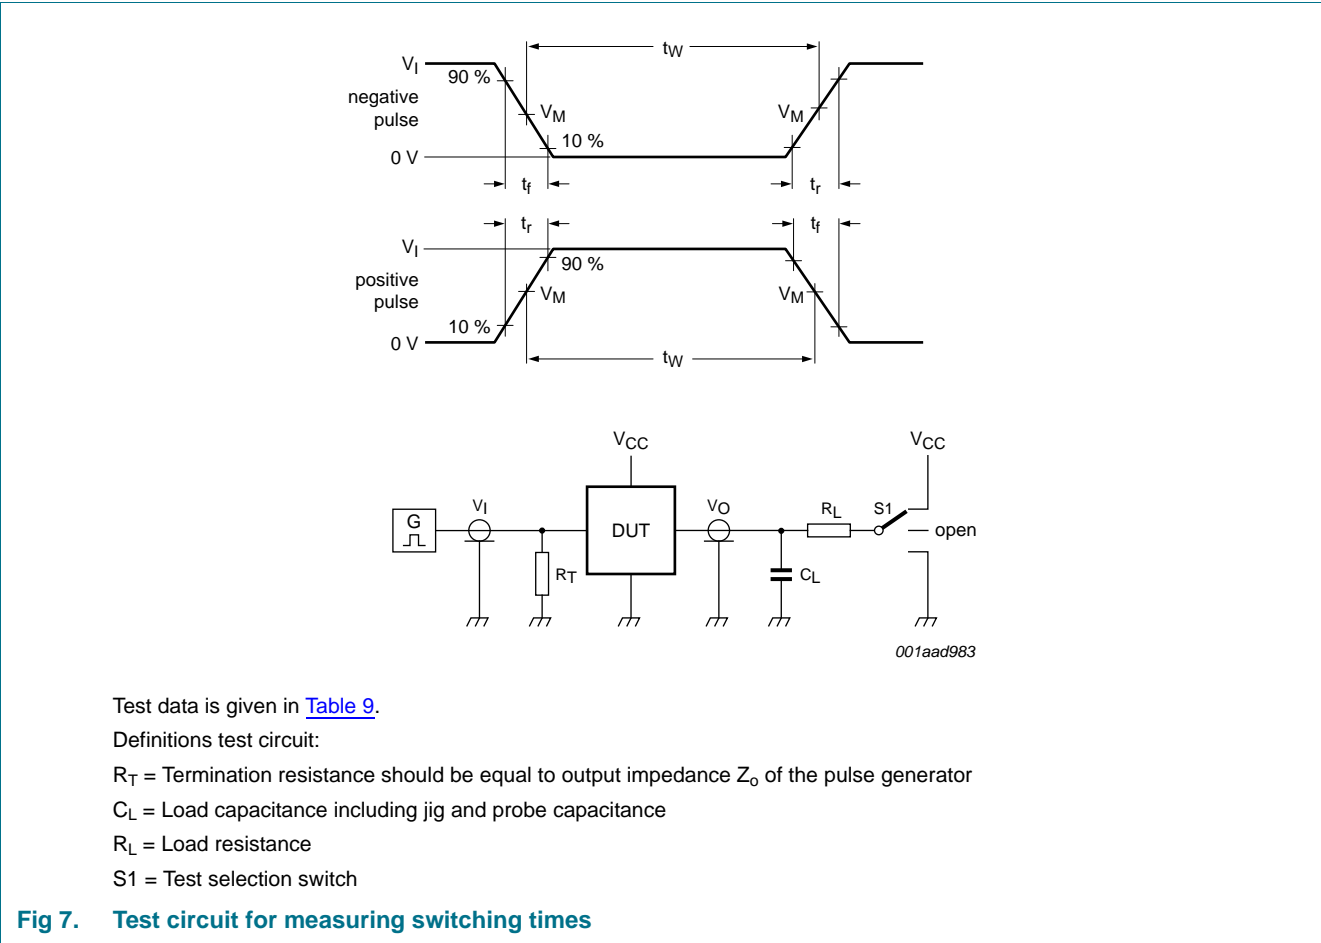 tW
VI
90 %
negative
pulse
VM
VM
10 %
0 V
tf
tr
tr
tf
VI
90 %
positive
pulse
VM
VM
10 %
0 V
tW
VCC
VCC
G
VI
DUT
VO
RL
S1
open
RT
CL
001aad983
Test data is given in Table 9.
Definitions test circuit:
RT = Termination resistance should be equal to output impedance Zo of the pulse generator
CL = Load capacitance including jig and probe capacitance
RL = Load resistance
S1 = Test selection switch
Fig 7. Test circuit for measuring switching times